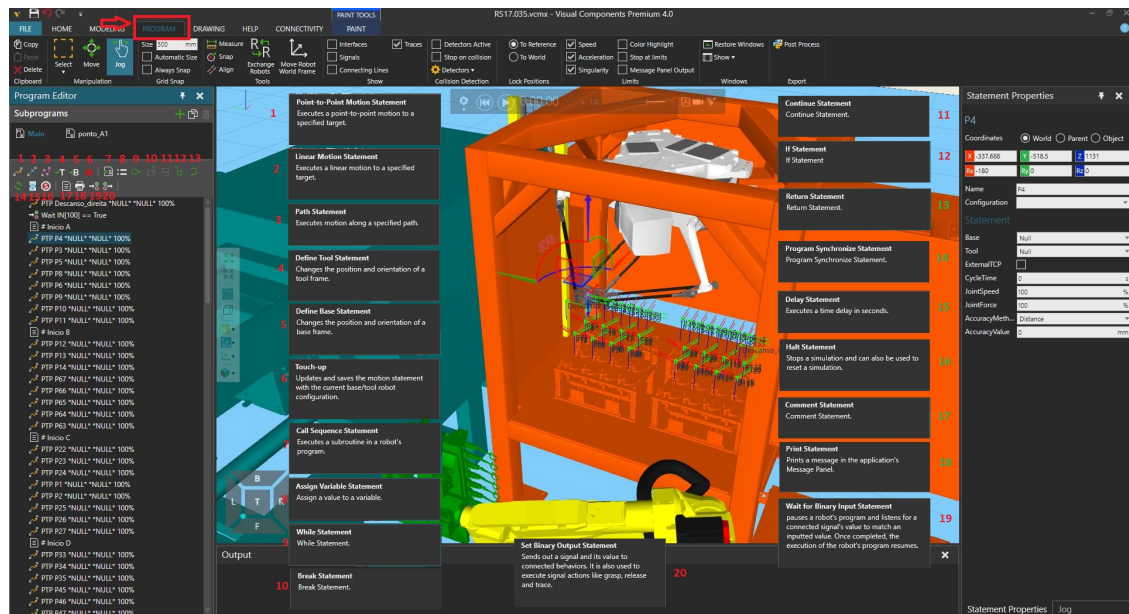 RS17.035.vcmx - Visual Components Premium 4.0
PAINT TOOLS
FILE HOME MODELING PROGRAM DRAWING HELP CONNECTIVITY PAINT
Copy
Paste
Delete
Clipboard
Select
Move
Jog
Manipulation
Size 500 mm
Automatic Size
Always Snap
Grid Snap
Measure
Snap
Align
Exchange Robots
Move Robot World Frame
Tools
Interfaces
Signals
Connecting Lines
Traces
Show
Detectors Active
Stop on collision
Detectors
Collision Detection
To Reference
To World
Lock Positions
Speed
Acceleration
Singularity
Color Highlight
Stop at limits
Message Panel Output
Limits
Restore Windows
Show
Windows
Post Process
Export
Program Editor
Subprograms
Main ponto_A1
1 2 3 4 5 6 7 8 9 10 11 12 13
14 15 16 17 18 19 20
PTP Descanso_direita *NULL* *NULL* 100%
Wait IN[100] == True
# Inicio A
PTP P4 *NULL* *NULL* 100%
PTP P3 *NULL* *NULL* 100%
PTP P5 *NULL* *NULL* 100%
PTP P8 *NULL* *NULL* 100%
PTP P6 *NULL* *NULL* 100%
PTP P9 *NULL* *NULL* 100%
PTP P10 *NULL* *NULL* 100%
PTP P11 *NULL* *NULL* 100%
# Inicio B
PTP P12 *NULL* *NULL* 100%
PTP P13 *NULL* *NULL* 100%
PTP P14 *NULL* *NULL* 100%
PTP P67 *NULL* *NULL* 100%
PTP P66 *NULL* *NULL* 100%
PTP P65 *NULL* *NULL* 100%
PTP P64 *NULL* *NULL* 100%
PTP P63 *NULL* *NULL* 100%
# Inicio C
PTP P22 *NULL* *NULL* 100%
PTP P23 *NULL* *NULL* 100%
PTP P24 *NULL* *NULL* 100%
PTP P1 *NULL* *NULL* 100%
PTP P2 *NULL* *NULL* 100%
PTP P25 *NULL* *NULL* 100%
PTP P26 *NULL* *NULL* 100%
PTP P27 *NULL* *NULL* 100%
# Inicio D
PTP P33 *NULL* *NULL* 100%
PTP P34 *NULL* *NULL* 100%
PTP P35 *NULL* *NULL* 100%
PTP P45 *NULL* *NULL* 100%
PTP P46 *NULL* *NULL* 100%
PTP P47 *NULL* *NULL* 100%
0:00:00
1.0
1
Point-to-Point Motion Statement
Executes a point-to-point motion to a
specified target.
2
Linear Motion Statement
Executes a linear motion to a specified
target.
3
Path Statement
Executes motion along a specified path.
4
Define Tool Statement
Changes the position and orientation of a
tool frame.
5
Define Base Statement
Changes the position and orientation of a
base frame.
6
Touch-up
Updates and saves the motion statement
with the current base/tool robot
configuration.
Call Sequence Statement
Executes a subroutine in a robot's
program.
Assign Variable Statement
Assign a value to a variable.
9
While Statement
While Statement.
10
Break Statement
Break Statement.
B
L T R
F
Continue Statement
Continue Statement.
11
If Statement
If Statement
12
Return Statement
Return Statement.
13
Program Synchronize Statement
Program Synchronize Statement.
14
Delay Statement
Executes a time delay in seconds.
15
Halt Statement
Stops a simulation and can also be used to
reset a simulation.
16
Comment Statement
Comment Statement.
17
Print Statement
Prints a message in the application's
Message Panel.
18
Wait for Binary Input Statement
pauses a robot's program and listens for a
connected signal's value to match an
inputted value. Once completed, the
execution of the robot's program resumes.
19
Output
Set Binary Output Statement
Sends out a signal and its value to
connected behaviors. It is also used to
execute signal actions like grasp, release
and trace.
20
Statement Properties
P4
Coordinates World Parent Object
X -337.688 Y -518.5 Z 1131
Rx -180 Ry 0 Rz 0
Name P4
Configuration
Statement
Base Null
Tool Null
ExternalTCP
CycleTime 0 s
JointSpeed 100 %
JointForce 100 %
AccuracyMeth... Distance
AccuracyValue 0 mm
Statement Properties Jog